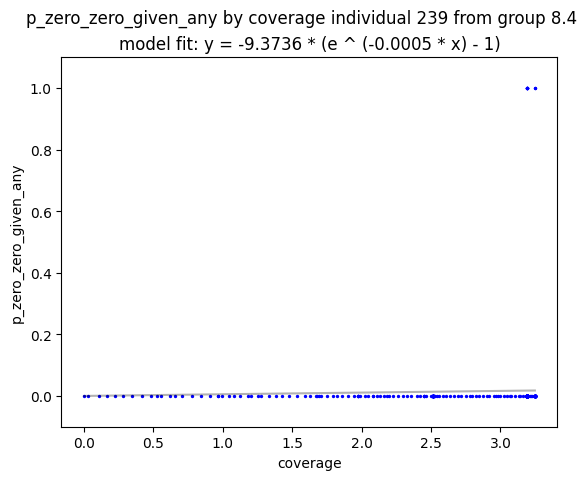 p_zero_zero_given_any by coverage individual 239 from group 8.4
model fit: y = -9.3736 * (e ^ (-0.0005 * x) - 1)
1.0
0.8
0.6
0.4
0.2
0.0
p_zero_zero_given_any
0.0 0.5 1.0 1.5 2.0 2.5 3.0
coverage